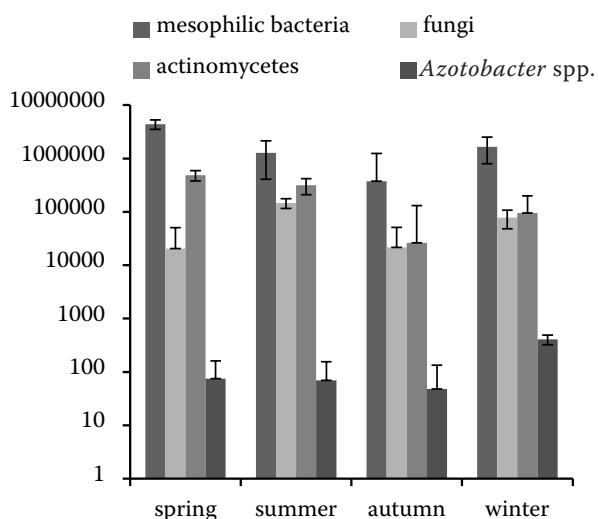 mesophilic bacteria fungi
actinomycetes Azotobacter spp.
10000000
1000000
100000
10000
1000
100
10
1
spring summer autumn winter